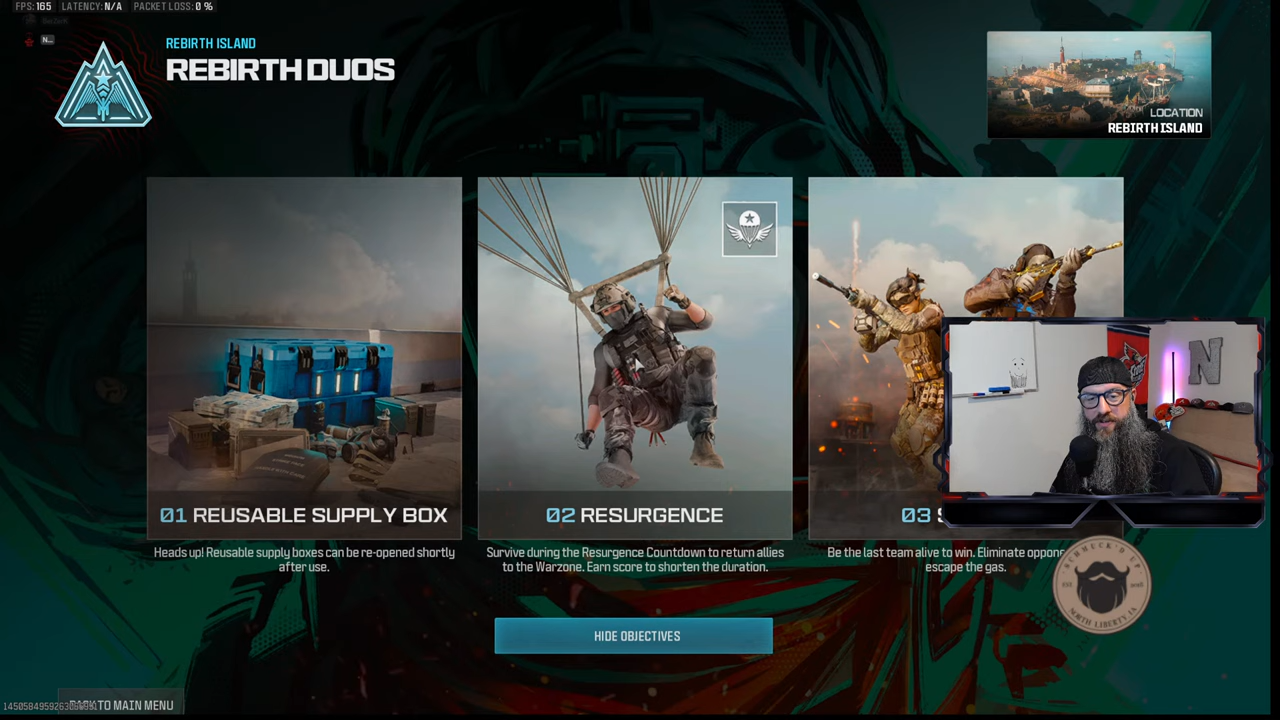 FPS: 165 LATENCY: N/A PACKET LOSS: 0 %
N...
REBIRTH ISLAND
REBIRTH DUOS
LOCATION
REBIRTH ISLAND
N
01 REUSABLE SUPPLY BOX
Heads up! Reusable supply boxes can be re-opened shortly
after use.
02 RESURGENCE
Survive during the Resurgence Countdown to return allies
to the Warzone. Earn score to shorten the duration.
03 S
Be the last team alive to win. Eliminate oppone
escape the gas.
NORTH LIBERTY, IA
HIDE OBJECTIVES
TO MAIN MENU